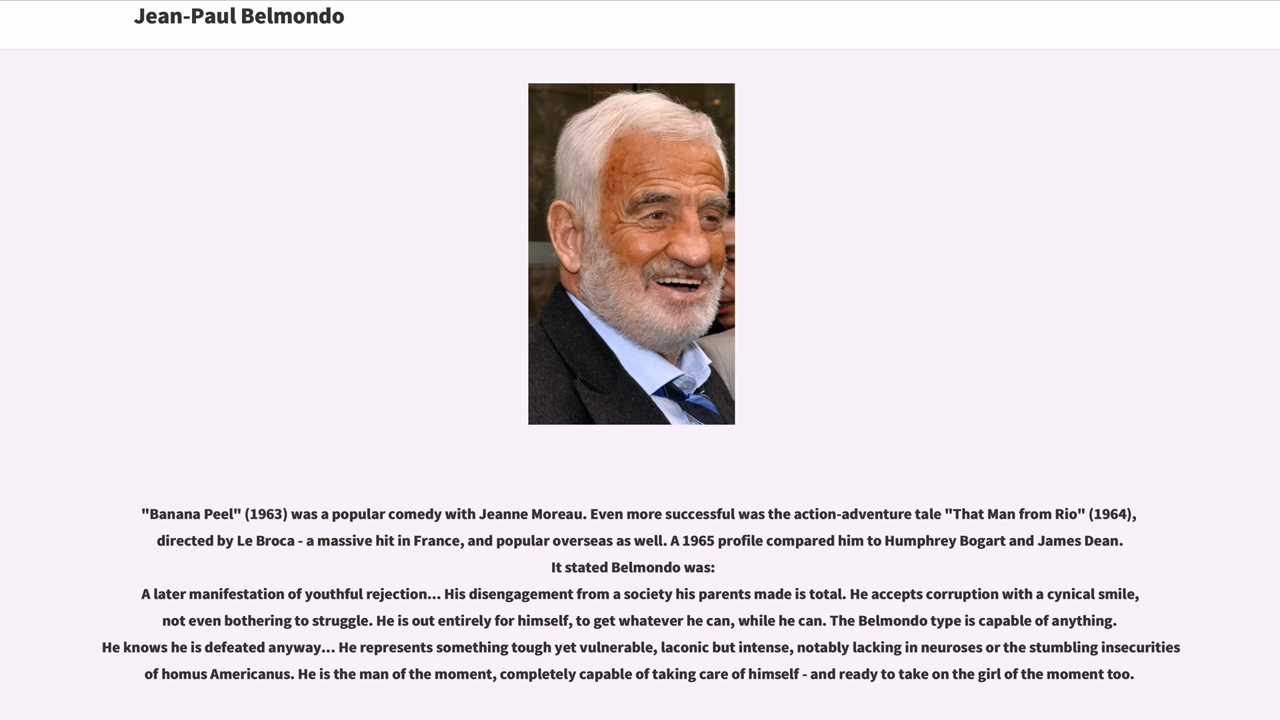 Jean-Paul Belmondo
"Banana Peel" (1963) was a popular comedy with Jeanne Moreau. Even more successful was the action-adventure tale "That Man from Rio" (1964),
directed by Le Broca - a massive hit in France, and popular overseas as well. A 1965 profile compared him to Humphrey Bogart and James Dean.
It stated Belmondo was:
A later manifestation of youthful rejection... His disengagement from a society his parents made is total. He accepts corruption with a cynical smile,
not even bothering to struggle. He is out entirely for himself, to get whatever he can, while he can. The Belmondo type is capable of anything.
He knows he is defeated anyway... He represents something tough yet vulnerable, laconic but intense, notably lacking in neuroses or the stumbling insecurities
of homus Americanus. He is the man of the moment, completely capable of taking care of himself - and ready to take on the girl of the moment too.